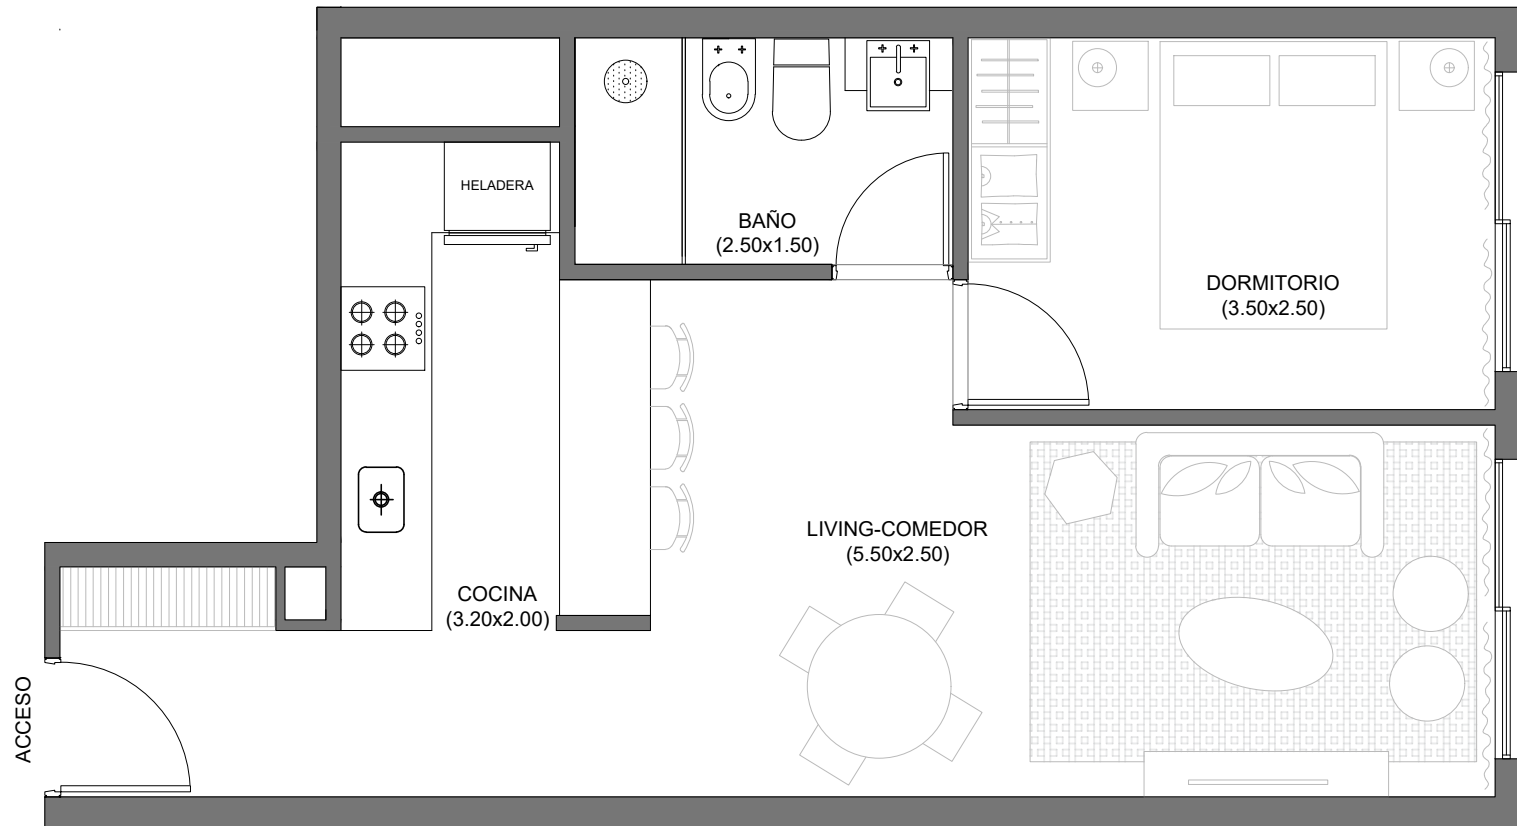 HELADERA
BAÑO
(2.50x1.50)
DORMITORIO
(3.50x2.50)
LIVING-COMEDOR
(5.50x2.50)
COCINA
(3.20x2.00)
ACCESO